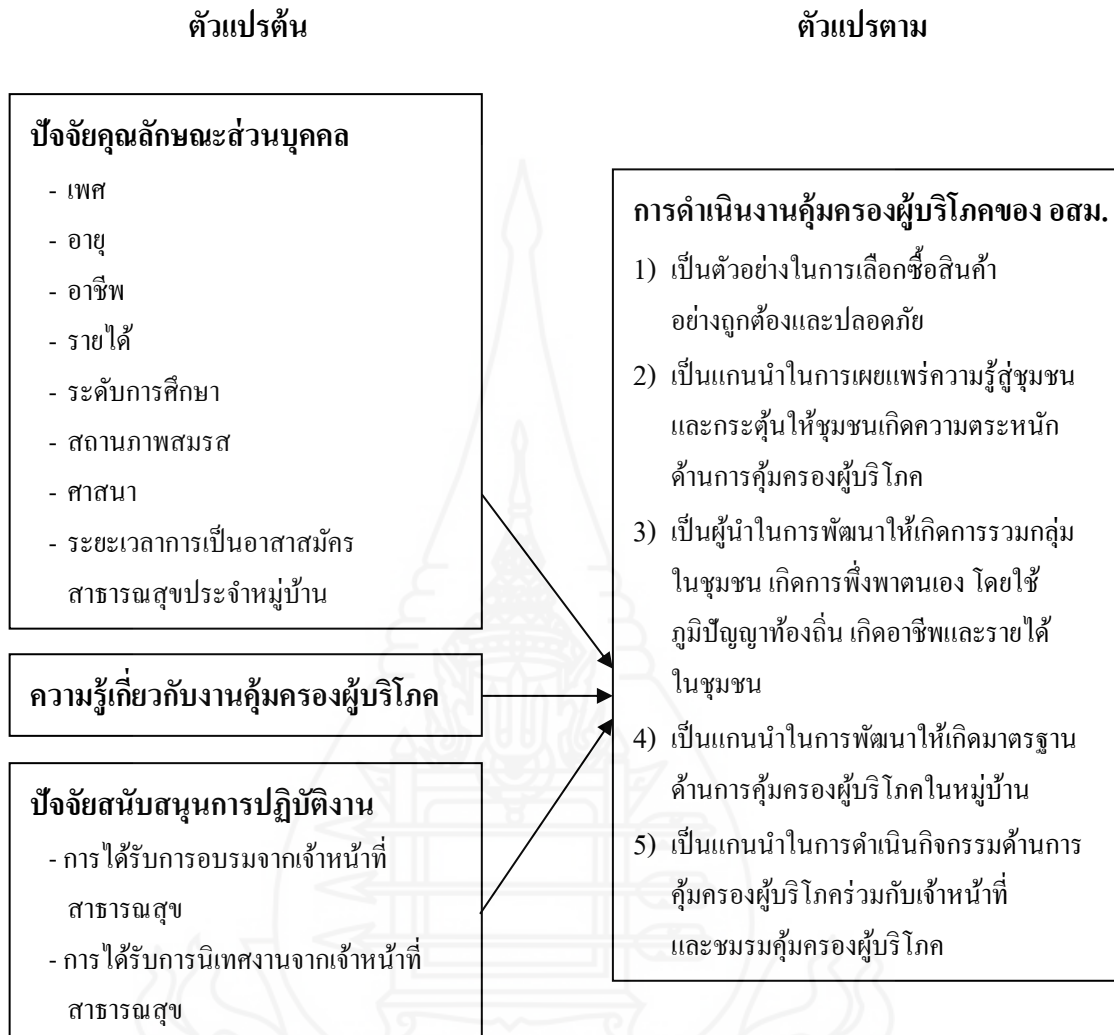 ตัวแปรต้น
ตัวแปรตาม
ปัจจัยคุณลักษณะส่วนบุคคล
- เพศ
- อายุ
- อาชีพ
- รายได้
- ระดับการศึกษา
- สถานภาพสมรส
- ศาสนา
- ระยะเวลาการเป็นอาสาสมัคร
สาธารณสุขประจำหมู่บ้าน
ความรู้เกี่ยวกับงานคุ้มครองผู้บริโภค
ปัจจัยสนับสนุนการปฏิบัติงาน
- การได้รับการอบรมจากเจ้าหน้าที่
สาธารณสุข
- การได้รับการนิเทศงานจากเจ้าหน้าที่
สาธารณสุข
การดำเนินงานคุ้มครองผู้บริโภคของ อสม.
1) เป็นตัวอย่างในการเลือกซื้อสินค้า
อย่างถูกต้องและปลอดภัย
2) เป็นแกนนำในการเผยแพร่ความรู้สู่ชุมชน
และกระตุ้นให้ชุมชนเกิดความตระหนัก
ด้านการคุ้มครองผู้บริโภค
3) เป็นผู้นำในการพัฒนาให้เกิดการรวมกลุ่ม
ในชุมชน เกิดการพึ่งพาตนเอง โดยใช้
ภูมิปัญญาท้องถิ่น เกิดอาชีพและรายได้
ในชุมชน
4) เป็นแกนนำในการพัฒนาให้เกิดมาตรฐาน
ด้านการคุ้มครองผู้บริโภคในหมู่บ้าน
5) เป็นแกนนำในการดำเนินกิจกรรมด้านการ
คุ้มครองผู้บริโภคร่วมกับเจ้าหน้าที่
และชมรมคุ้มครองผู้บริโภค